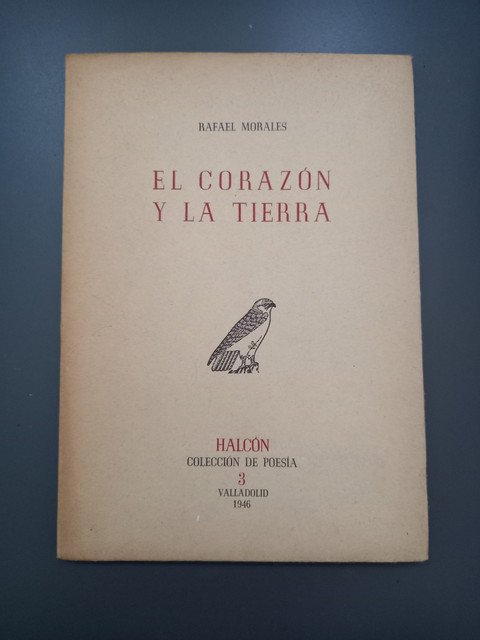 RAFAEL MORALES
EL CORAZÓN
Y LA TIERRA
HALCÓN
COLECCIÓN DE POESÍA
3
VALLADOLID
1946